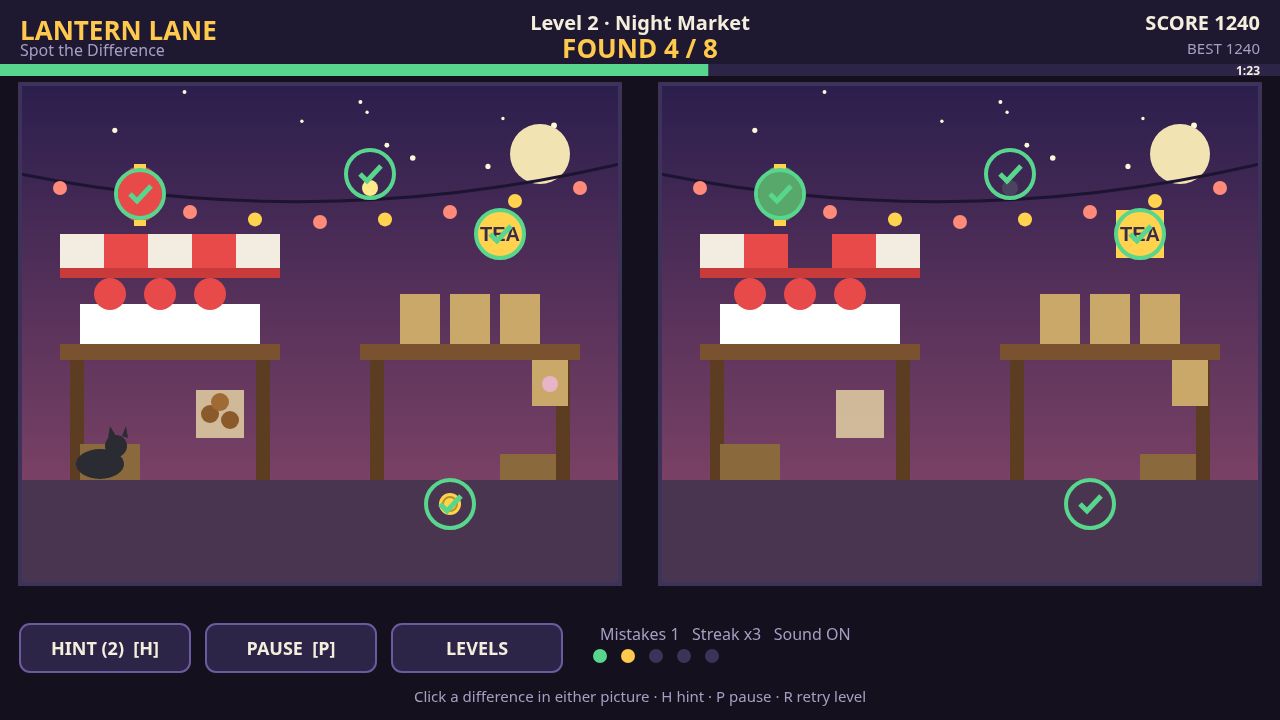 LANTERN LANE
Spot the Difference
Level 2 · Night Market
FOUND 4 / 8
SCORE 1240
BEST 1240
1:23
TEA
TEA
HINT (2) [H]
PAUSE [P]
LEVELS
Mistakes 1 Streak x3 Sound ON
Click a difference in either picture · H hint · P pause · R retry level